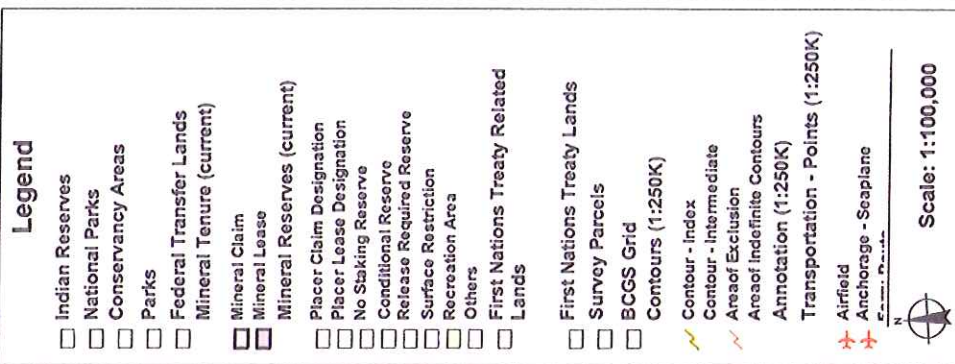 Legend
Indian Reserves
National Parks
Conservancy Areas
Parks
Federal Transfer Lands
Mineral Tenure (current)
Mineral Claim
Mineral Lease
Mineral Reserves (current)
Placer Claim Designation
Placer Lease Designation
No Staking Reserve
Conditional Reserve
Release Required Reserve
Surface Restriction
Recreation Area
Others
First Nations Treaty Related
Lands
First Nations Treaty Lands
Survey Parcels
BCGS Grid
Contours (1:250K)
Contour - Index
Contour - Intermediate
Areaof Exclusion
Areaof Indefinite Contours
Annotation (1:250K)
Transportation - Points (1:250K)
Airfield
Anchorage - Seaplane
N
Scale: 1:100,000